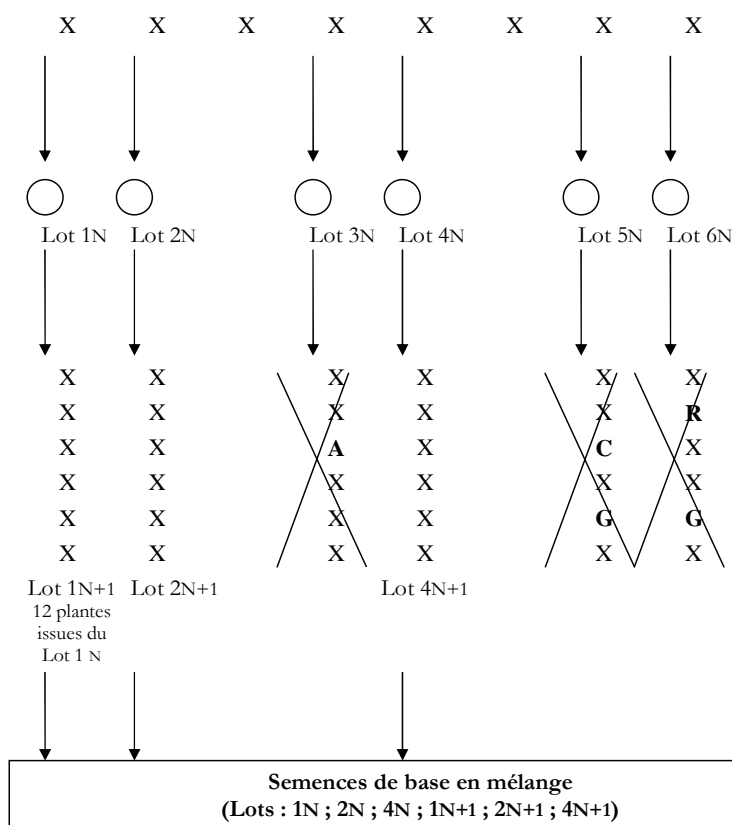 X X X X X X X X
Lot 1N Lot 2N Lot 3N Lot 4N Lot 5N Lot 6N
X X X X X X
X X X X X R
X X A X C X
X X X X X X
X X X X G G
X X X X X X
Lot 1N+1 Lot 2N+1 Lot 4N+1
12 plantes
issues du
Lot 1 N
Semences de base en mélange
(Lots : 1N ; 2N ; 4N ; 1N+1 ; 2N+1 ; 4N+1)